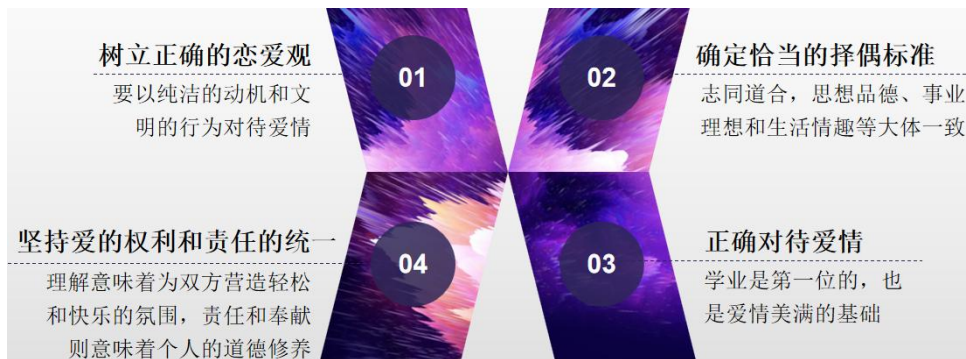 树立正确的恋爱观
01
要以纯洁的动机和文
明的行为对待爱情
02
确定恰当的择偶标准
志同道合，思想品德、事业
理想和生活情趣等大体一致
03
正确对待爱情
学业是第一位的，也
是爱情美满的基础
坚持爱的权利和责任的统一
04
理解意味着为双方营造轻松
和快乐的氛围，责任和奉献
则意味着个人的道德修养